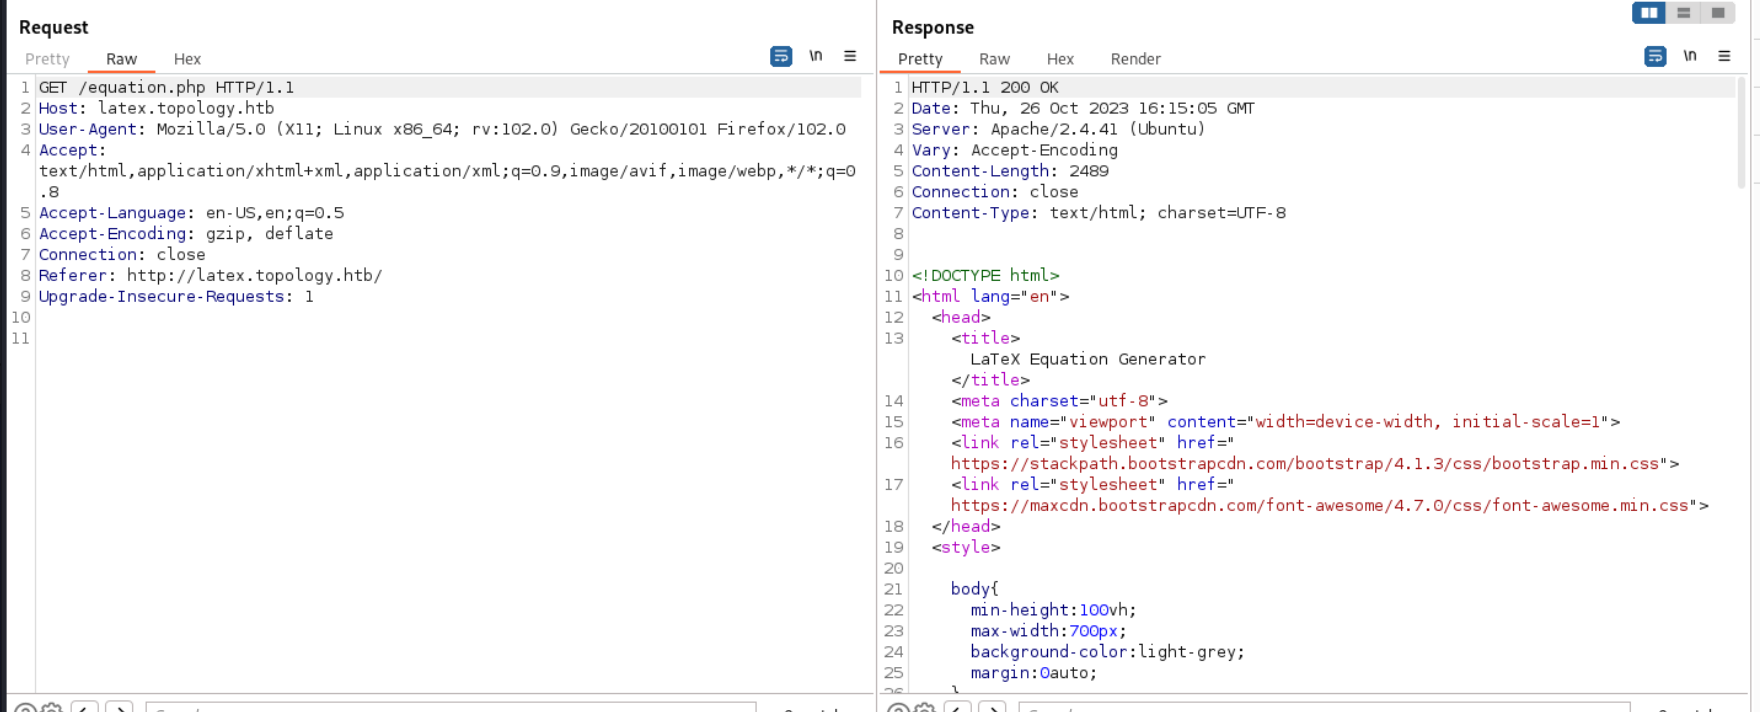 Request
Pretty Raw Hex \n
1 GET /equation.php HTTP/1.1
2 Host: latex.topology.htb
3 User-Agent: Mozilla/5.0 (X11; Linux x86_64; rv:102.0) Gecko/20100101 Firefox/102.0
4 Accept:
text/html,application/xhtml+xml,application/xml;q=0.9,image/avif,image/webp,*/*;q=0
.8
5 Accept-Language: en-US,en;q=0.5
6 Accept-Encoding: gzip, deflate
7 Connection: close
8 Referer: http://latex.topology.htb/
9 Upgrade-Insecure-Requests: 1
10
11
Response
Pretty Raw Hex Render \n
1 HTTP/1.1 200 OK
2 Date: Thu, 26 Oct 2023 16:15:05 GMT
3 Server: Apache/2.4.41 (Ubuntu)
4 Vary: Accept-Encoding
5 Content-Length: 2489
6 Connection: close
7 Content-Type: text/html; charset=UTF-8
8
9
10 <!DOCTYPE html>
11 <html lang="en">
12 <head>
13 <title>
LaTeX Equation Generator
</title>
14 <meta charset="utf-8">
15 <meta name="viewport" content="width=device-width, initial-scale=1">
16 <link rel="stylesheet" href="
https://stackpath.bootstrapcdn.com/bootstrap/4.1.3/css/bootstrap.min.css">
17 <link rel="stylesheet" href="
https://maxcdn.bootstrapcdn.com/font-awesome/4.7.0/css/font-awesome.min.css">
18 </head>
19 <style>
20
21 body{
22 min-height:100vh;
23 max-width:700px;
24 background-color:light-grey;
25 margin:0auto;